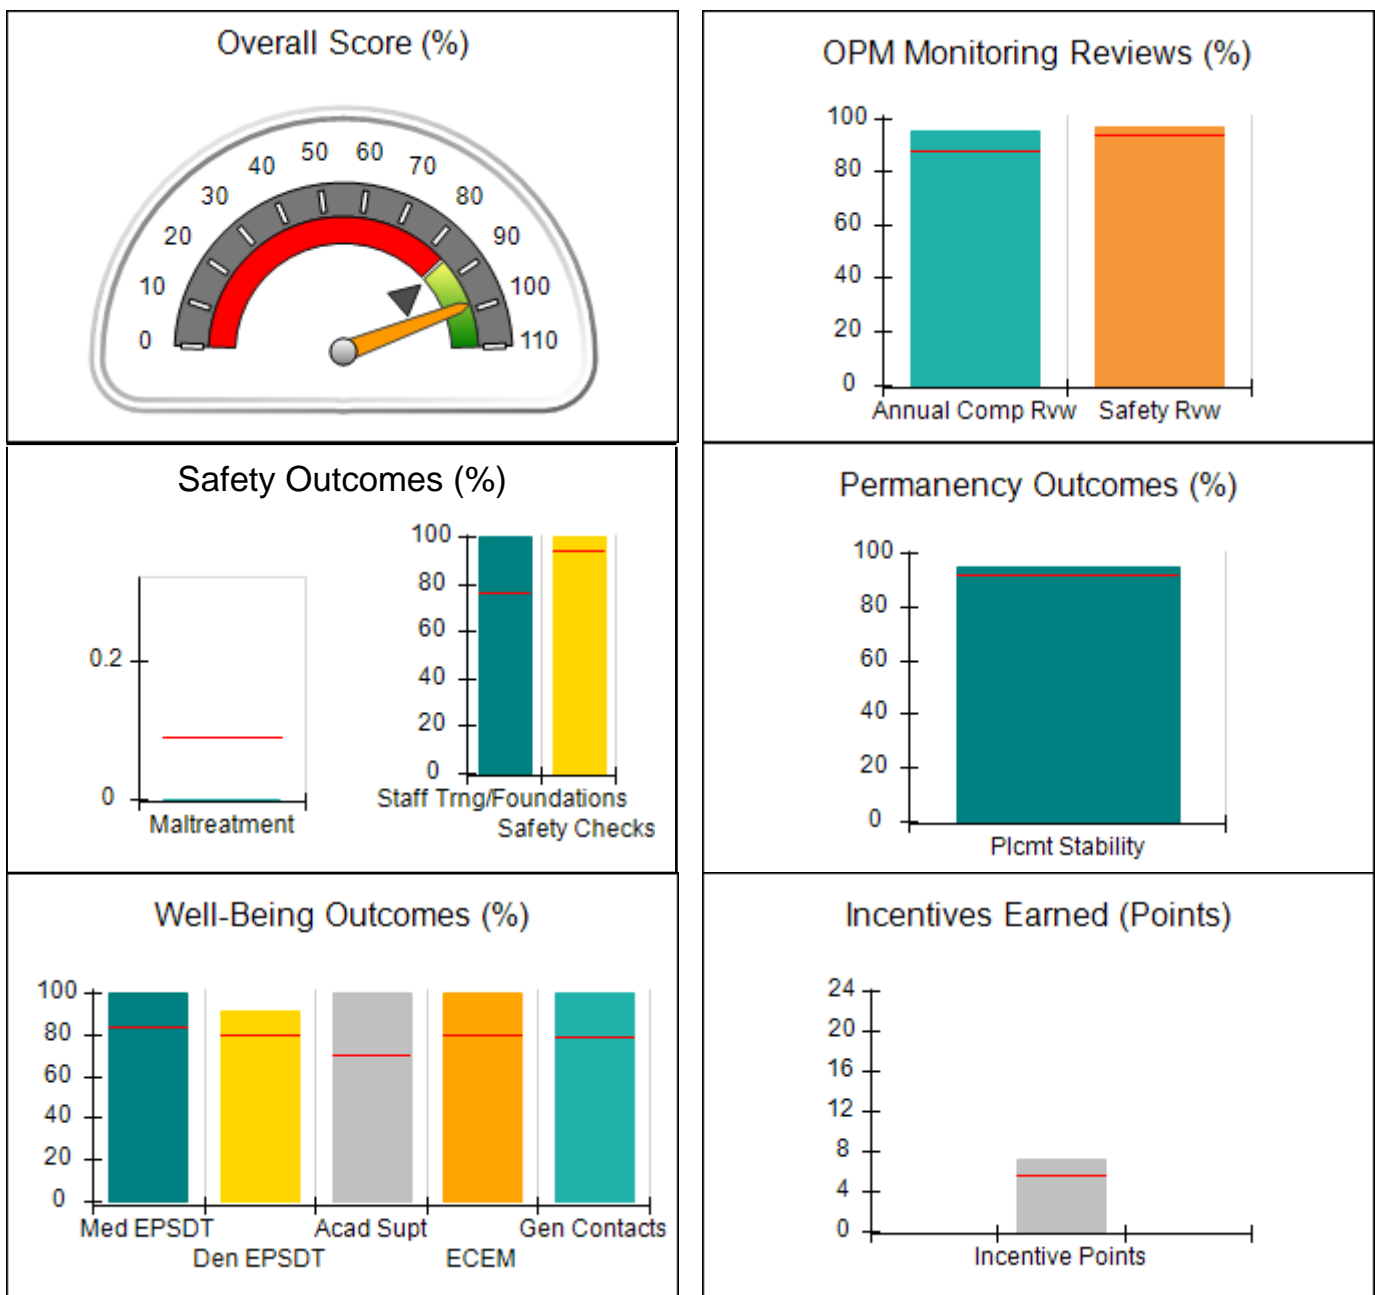 Overall Score (%)
0
10
20
30
40
50
60
70
80
90
100
110
OPM Monitoring Reviews (%)
100
80
60
40
20
0
Annual Comp Rvw
Safety Rvw
Safety Outcomes (%)
0.2
0
Maltreatment
100
80
60
40
20
0
Staff Trng/Foundations
Safety Checks
Permanency Outcomes (%)
100
80
60
40
20
0
Plcmt Stability
Well-Being Outcomes (%)
100
80
60
40
20
0
Med EPSDT
Den EPSDT
Acad Supt
ECEM
Gen Contacts
Incentives Earned (Points)
24
20
16
12
8
4
0
Incentive Points